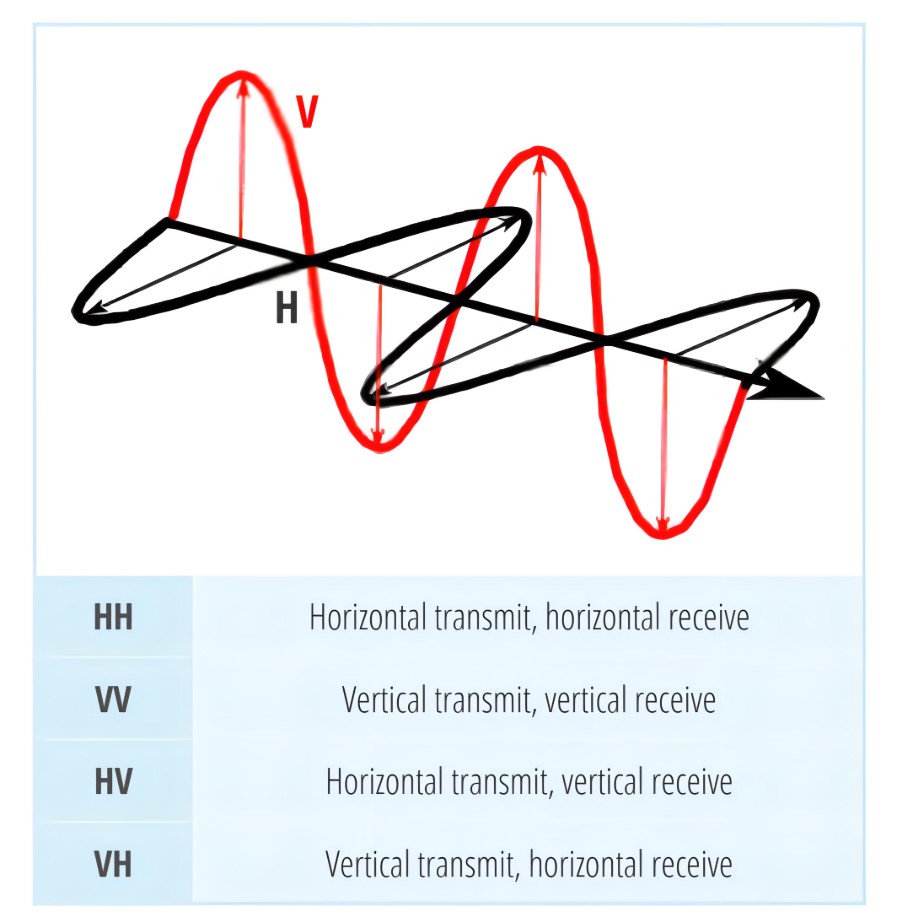 V
H
HH Horizontal transmit, horizontal receive
VV Vertical transmit, vertical receive
HV Horizontal transmit, vertical receive
VH Vertical transmit, horizontal receive